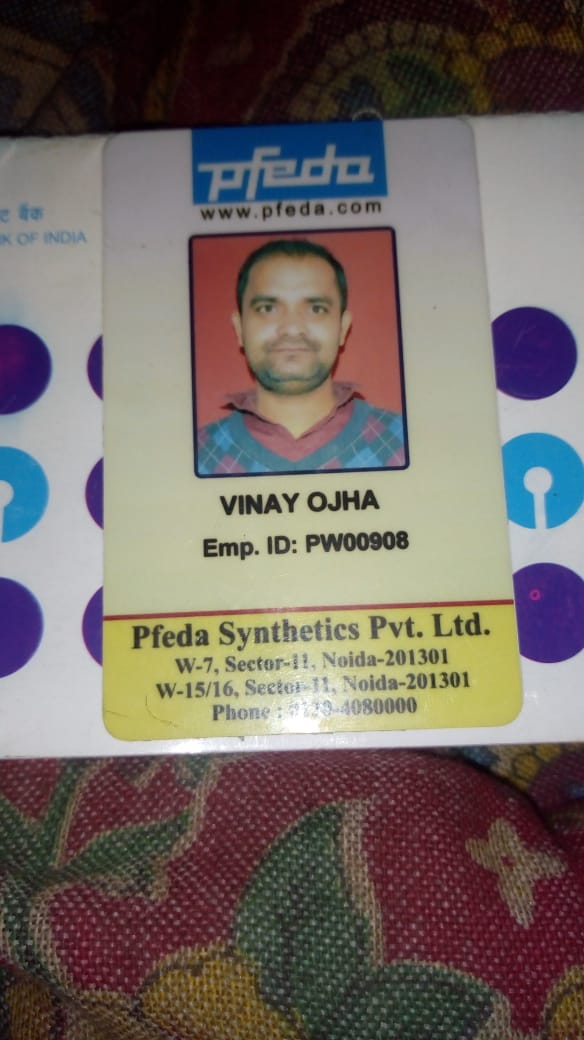 pfeda
www.pfeda.com
बैंक
OF INDIA
VINAY OJHA
Emp. ID: PW00908
Pfeda Synthetics Pvt. Ltd.
W-7, Sector-11, Noida-201301
W-15/16, Sector-11, Noida-201301
Phone : 4080000